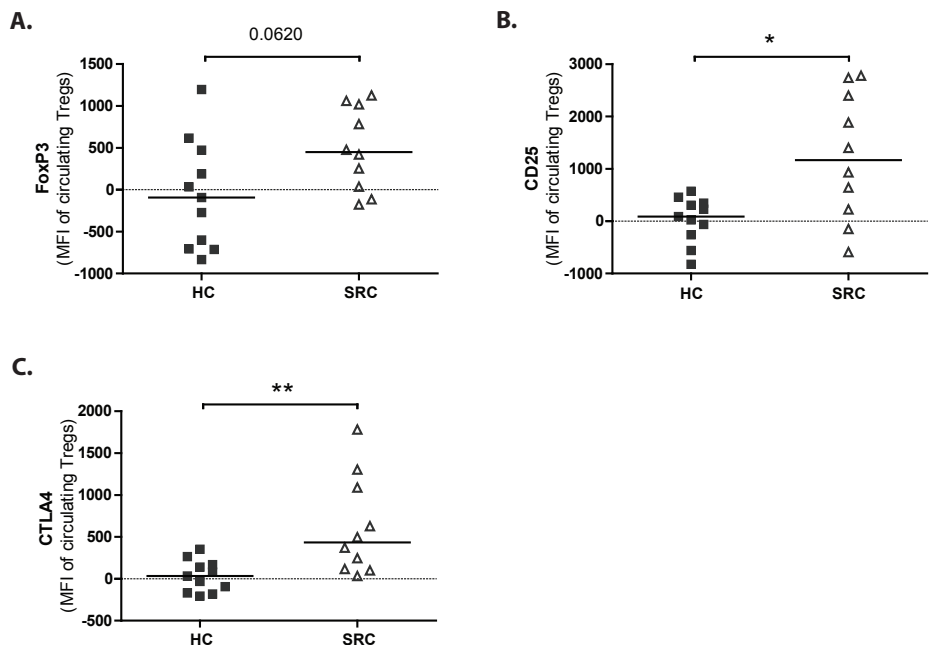 A.
0.0620
FoxP3
(MFI of circulating Tregs)
1500
1000
500
0
-500
-1000
HC
SRC
B.
*
CD25
(MFI of circulating Tregs)
3000
2000
1000
0
-1000
HC
SRC
C.
**
CTLA4
(MFI of circulating Tregs)
2000
1500
1000
500
0
-500
HC
SRC